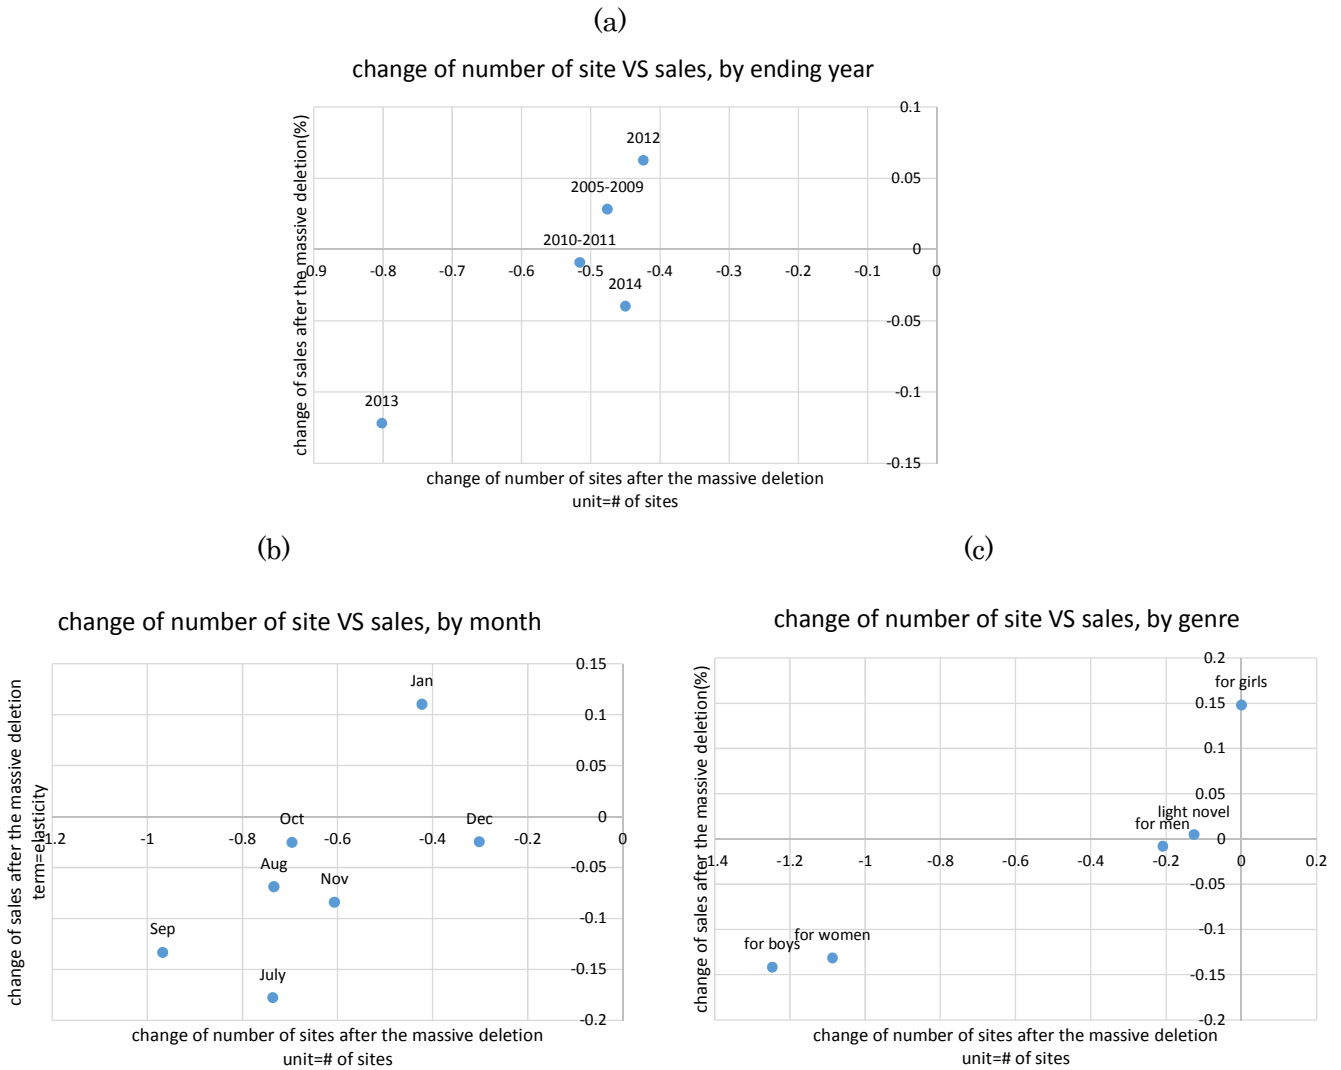 (a)
change of number of site VS sales, by ending year
change of sales after the massive deletion(%)
0.1
2012
0.05
2005-2009
2010-2011
0
0.9
-0.8
-0.7
-0.6
-0.5
-0.4
-0.3
-0.2
-0.1
0
2014
-0.05
-0.1
2013
-0.15
change of number of sites after the massive deletion
unit=# of sites
(b)
change of number of site VS sales, by month
change of sales after the massive deletion
term=elasticity
0.15
Jan
0.1
0.05
0
Oct
Dec
1.2
-1
-0.8
-0.6
-0.4
-0.2
0
Aug
-0.05
Nov
-0.1
Sep
-0.15
July
-0.2
change of number of sites after the massive deletion
unit=# of sites
(c)
change of number of site VS sales, by genre
change of sales after the massive deletion(%)
0.2
for girls
0.15
0.1
0.05
light novel
for men
0
1.4
-1.2
-1
-0.8
-0.6
-0.4
-0.2
0
0.2
-0.05
-0.1
for women
for boys
-0.15
-0.2
change of number of sites after the massive deletion
unit=# of sites